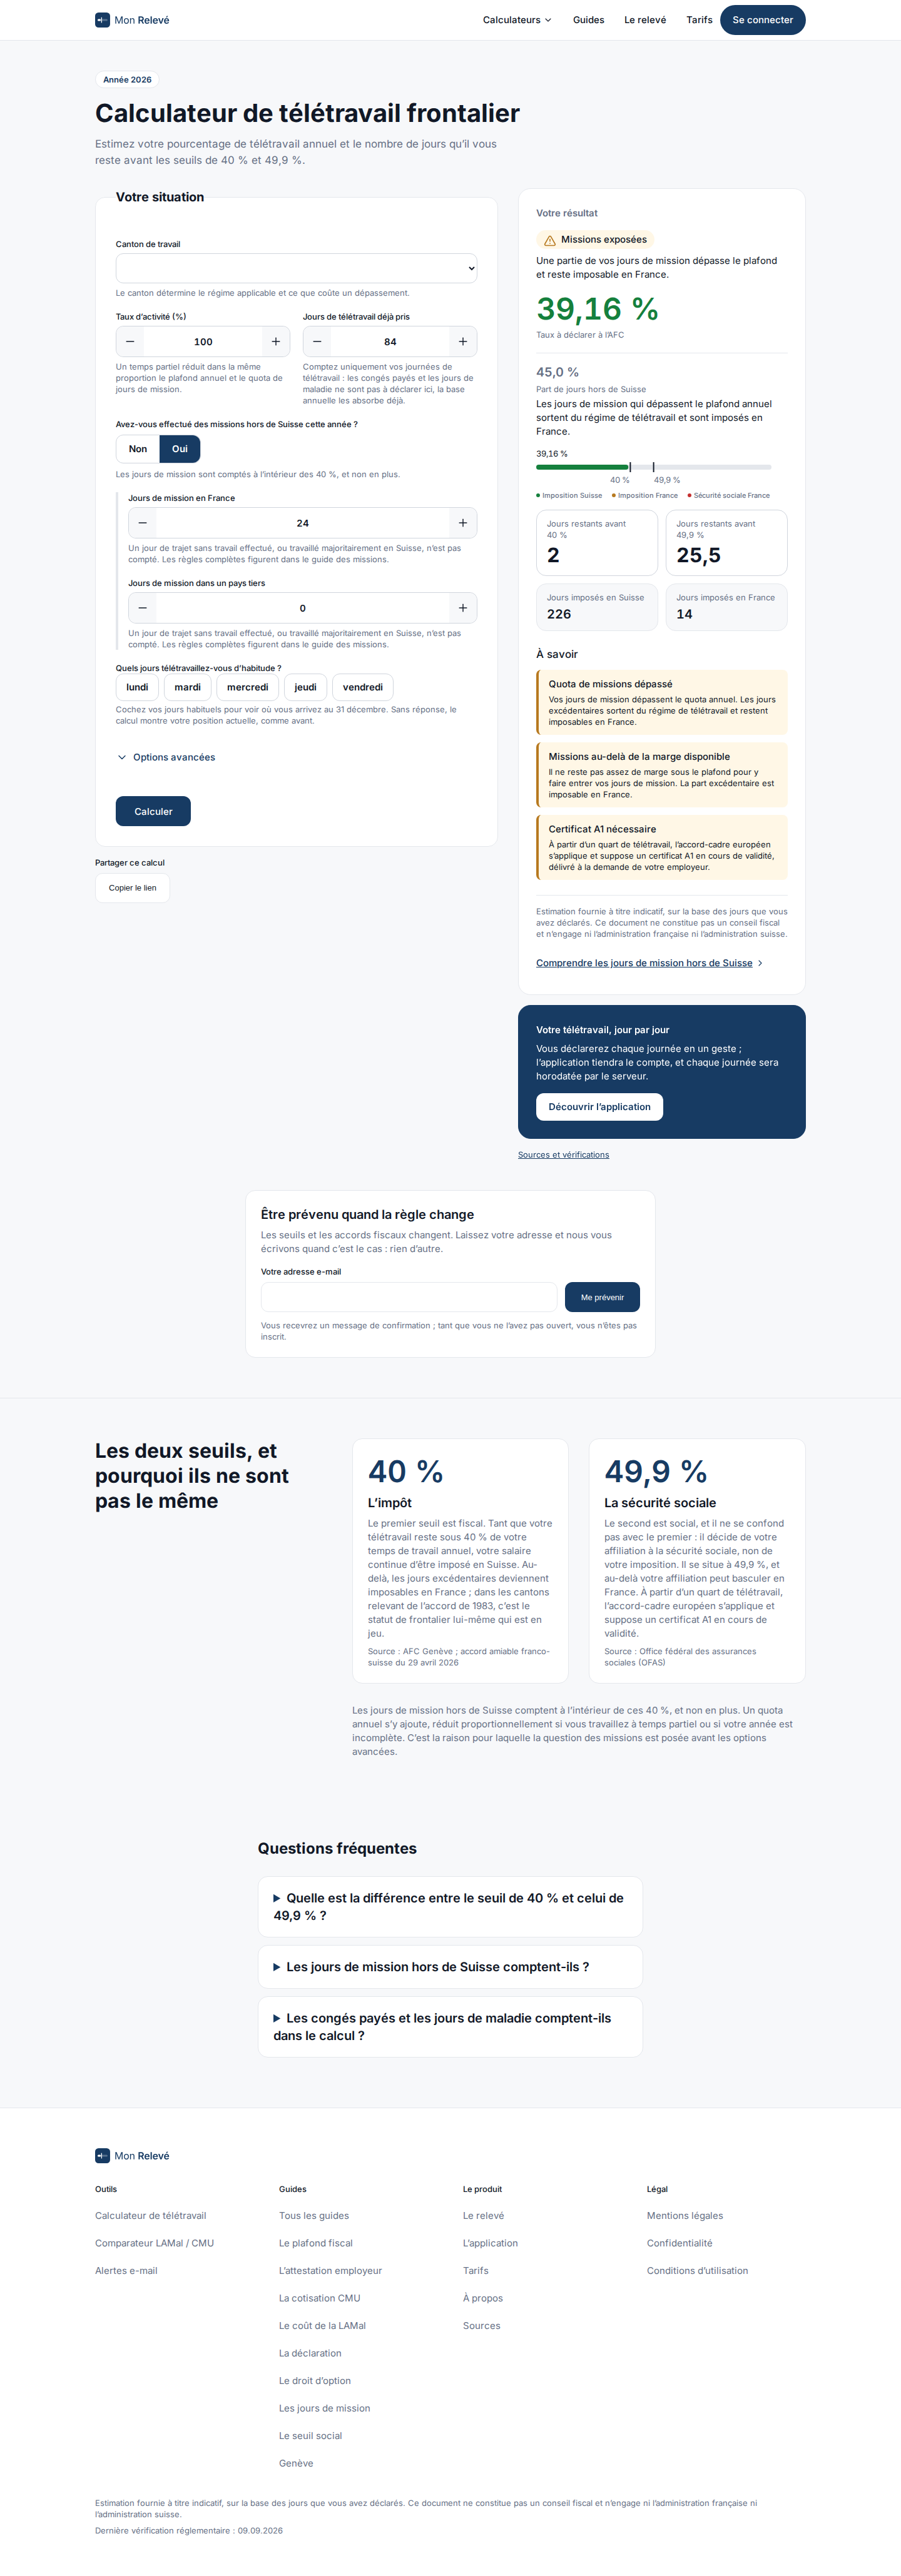 Mon Relevé
Calculateurs
Guides
Le relevé
Tarifs
Se connecter
Année 2026
Calculateur de télétravail frontalier
Estimez votre pourcentage de télétravail annuel et le nombre de jours qu’il vous
reste avant les seuils de 40 % et 49,9 %.
Votre situation
Canton de travail
Le canton détermine le régime applicable et ce que coûte un dépassement.
Taux d’activité (%)
− 100 +
Un temps partiel réduit dans la même
proportion le plafond annuel et le quota de
jours de mission.
Jours de télétravail déjà pris
− 84 +
Comptez uniquement vos journées de
télétravail : les congés payés et les jours de
maladie ne sont pas à déclarer ici, la base
annuelle les absorbe déjà.
Avez-vous effectué des missions hors de Suisse cette année ?
Non
Oui
Les jours de mission sont comptés à l’intérieur des 40 %, et non en plus.
Jours de mission en France
− 24 +
Un jour de trajet sans travail effectué, ou travaillé majoritairement en Suisse, n’est pas
compté. Les règles complètes figurent dans le guide des missions.
Jours de mission dans un pays tiers
− 0 +
Un jour de trajet sans travail effectué, ou travaillé majoritairement en Suisse, n’est pas
compté. Les règles complètes figurent dans le guide des missions.
Quels jours télétravaillez-vous d’habitude ?
lundi
mardi
mercredi
jeudi
vendredi
Cochez vos jours habituels pour voir où vous arrivez au 31 décembre. Sans réponse, le
calcul montre votre position actuelle, comme avant.
Options avancées
Calculer
Partager ce calcul
Copier le lien
Votre résultat
Missions exposées
Une partie de vos jours de mission dépasse le plafond
et reste imposable en France.
39,16 %
Taux à déclarer à l’AFC
45,0 %
Part de jours hors de Suisse
Les jours de mission qui dépassent le plafond annuel
sortent du régime de télétravail et sont imposés en
France.
39,16 %
40 %
49,9 %
Imposition Suisse
Imposition France
Sécurité sociale France
Jours restants avant
40 %
2
Jours restants avant
49,9 %
25,5
Jours imposés en Suisse
226
Jours imposés en France
14
À savoir
Quota de missions dépassé
Vos jours de mission dépassent le quota annuel. Les jours
excédentaires sortent du régime de télétravail et restent
imposables en France.
Missions au-delà de la marge disponible
Il ne reste pas assez de marge sous le plafond pour y
faire entrer vos jours de mission. La part excédentaire est
imposable en France.
Certificat A1 nécessaire
À partir d’un quart de télétravail, l’accord-cadre européen
s’applique et suppose un certificat A1 en cours de validité,
délivré à la demande de votre employeur.
Estimation fournie à titre indicatif, sur la base des jours que vous
avez déclarés. Ce document ne constitue pas un conseil fiscal
et n’engage ni l’administration française ni l’administration suisse.
Comprendre les jours de mission hors de Suisse
Votre télétravail, jour par jour
Vous déclarerez chaque journée en un geste ;
l’application tiendra le compte, et chaque journée sera
horodatée par le serveur.
Découvrir l’application
Sources et vérifications
Être prévenu quand la règle change
Les seuils et les accords fiscaux changent. Laissez votre adresse et nous vous
écrivons quand c’est le cas : rien d’autre.
Votre adresse e-mail
Me prévenir
Vous recevrez un message de confirmation ; tant que vous ne l’avez pas ouvert, vous n’êtes pas
inscrit.
Les deux seuils, et
pourquoi ils ne sont
pas le même
40 %
L’impôt
Le premier seuil est fiscal. Tant que votre
télétravail reste sous 40 % de votre
temps de travail annuel, votre salaire
continue d’être imposé en Suisse. Au-
delà, les jours excédentaires deviennent
imposables en France ; dans les cantons
relevant de l’accord de 1983, c’est le
statut de frontalier lui-même qui est en
jeu.
Source : AFC Genève ; accord amiable franco-
suisse du 29 avril 2026
49,9 %
La sécurité sociale
Le second est social, et il ne se confond
pas avec le premier : il décide de votre
affiliation à la sécurité sociale, non de
votre imposition. Il se situe à 49,9 %, et
au-delà votre affiliation peut basculer en
France. À partir d’un quart de télétravail,
l’accord-cadre européen s’applique et
suppose un certificat A1 en cours de
validité.
Source : Office fédéral des assurances
sociales (OFAS)
Les jours de mission hors de Suisse comptent à l’intérieur de ces 40 %, et non en plus. Un quota
annuel s’y ajoute, réduit proportionnellement si vous travaillez à temps partiel ou si votre année est
incomplète. C’est la raison pour laquelle la question des missions est posée avant les options
avancées.
Questions fréquentes
Quelle est la différence entre le seuil de 40 % et celui de
49,9 % ?
Les jours de mission hors de Suisse comptent-ils ?
Les congés payés et les jours de maladie comptent-ils
dans le calcul ?
Mon Relevé
Outils
Calculateur de télétravail
Comparateur LAMal / CMU
Alertes e-mail
Guides
Tous les guides
Le plafond fiscal
L’attestation employeur
La cotisation CMU
Le coût de la LAMal
La déclaration
Le droit d’option
Les jours de mission
Le seuil social
Genève
Le produit
Le relevé
L’application
Tarifs
À propos
Sources
Légal
Mentions légales
Confidentialité
Conditions d’utilisation
Estimation fournie à titre indicatif, sur la base des jours que vous avez déclarés. Ce document ne constitue pas un conseil fiscal et n’engage ni l’administration française ni
l’administration suisse.
Dernière vérification réglementaire : 09.09.2026